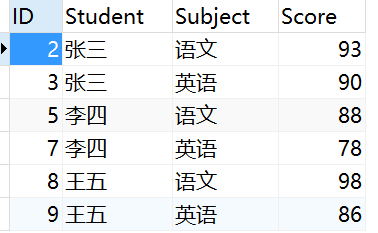 ID Student Subject Score
2 张三 语文 93
3 张三 英语 90
5 李四 语文 88
7 李四 英语 78
8 王五 语文 98
9 王五 英语 86